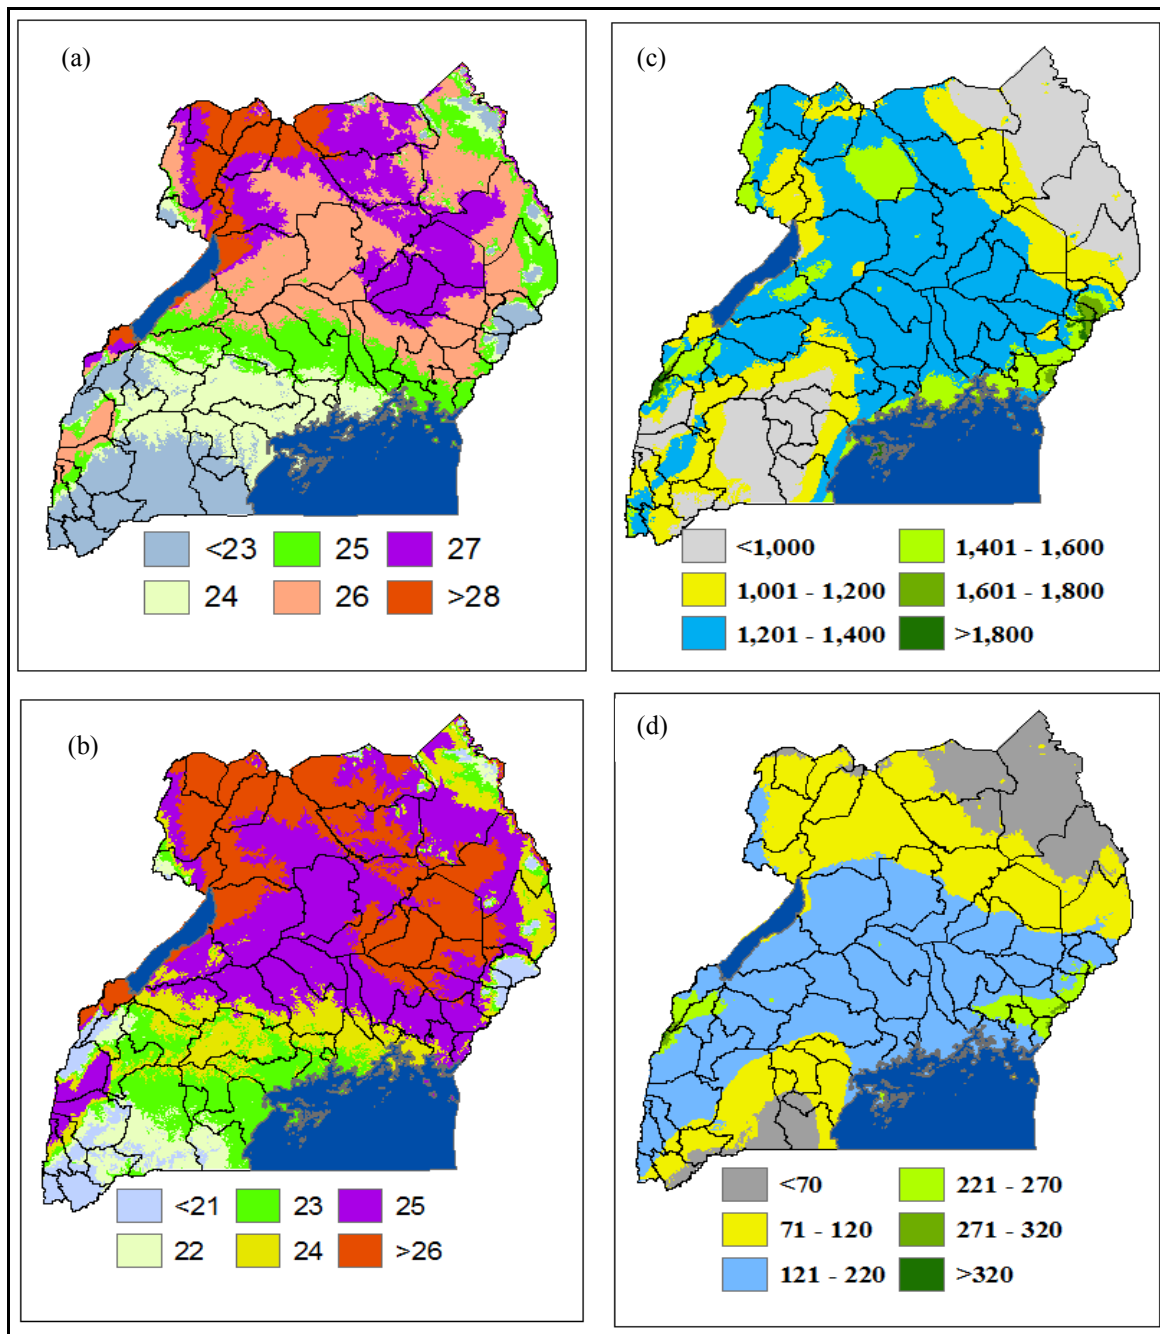 (a)
<23 25 27
24 26 >28
(c)
<1,000 1,401 - 1,600
1,001 - 1,200 1,601 - 1,800
1,201 - 1,400 >1,800
(b)
<21 23 25
22 24 >26
(d)
<70 221 - 270
71 - 120 271 - 320
121 - 220 >320